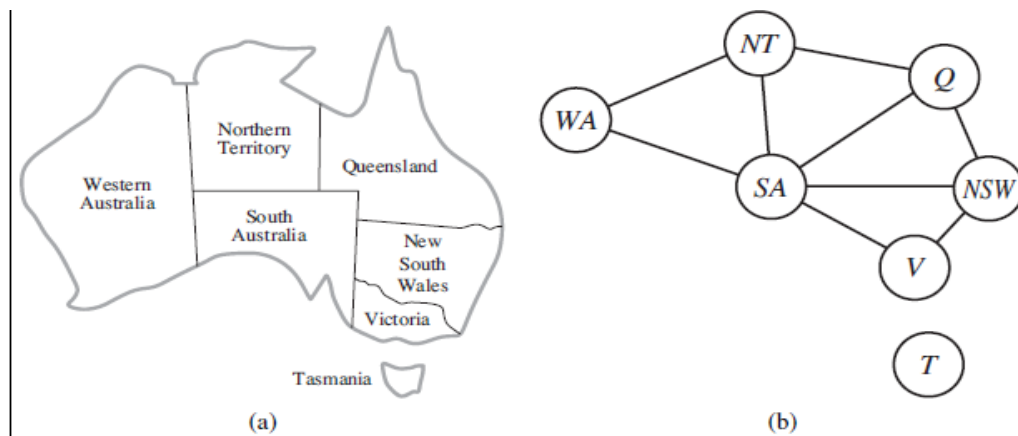 Western
Australia
Northern
Territory
South
Australia
Queensland
New
South
Wales
Victoria
Tasmania
(a)
NT
Q
WA
SA
NSW
V
T
(b)